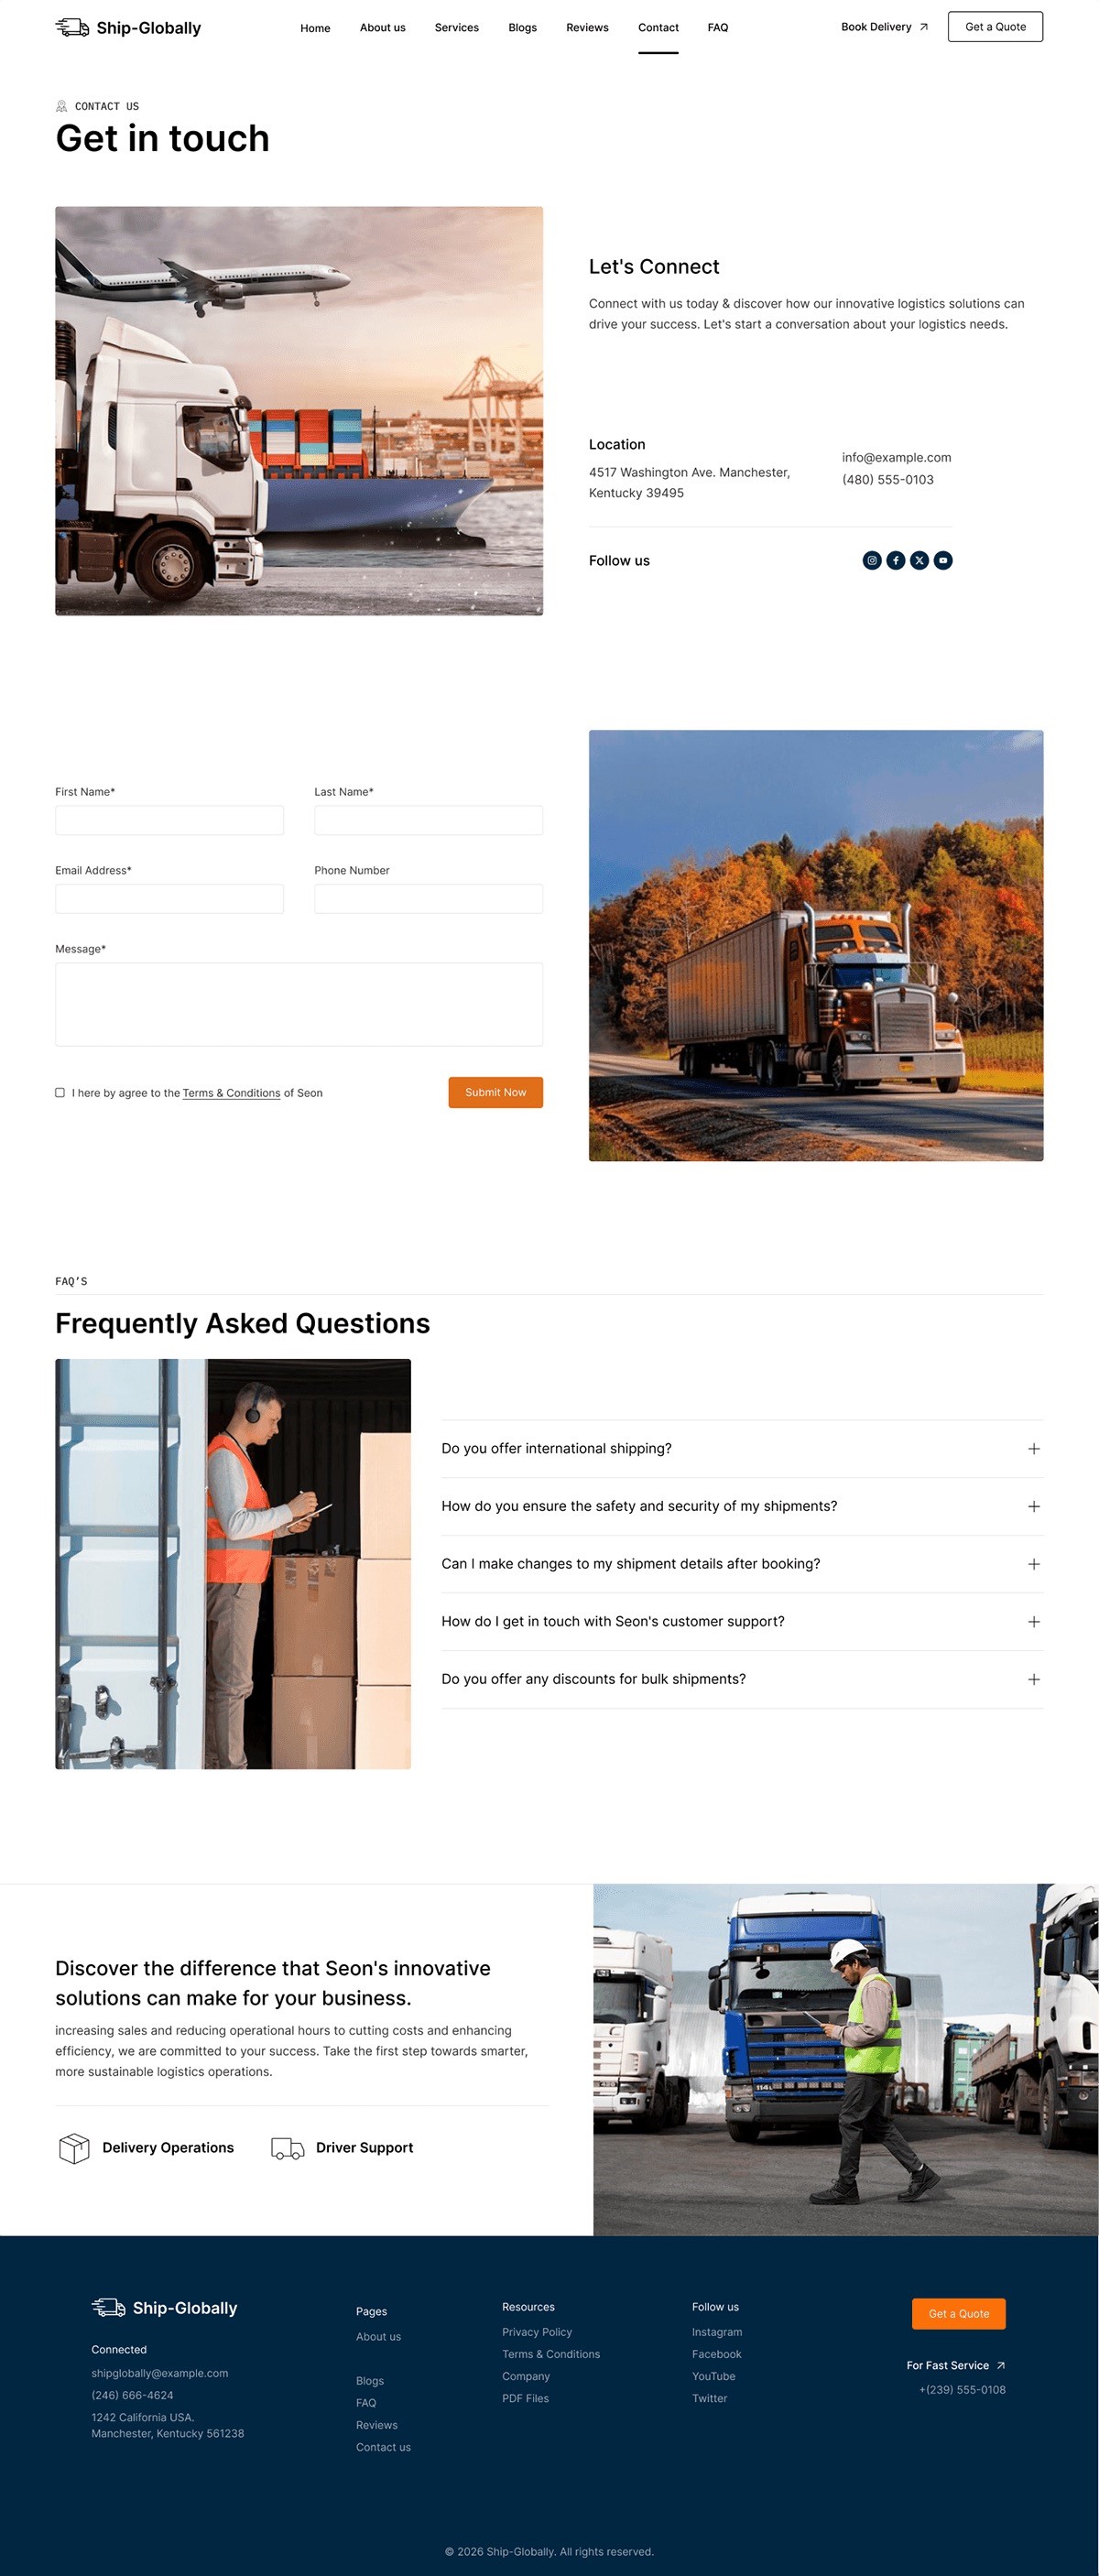 Ship-Globally
Home
About us
Services
Blogs
Reviews
Contact
FAQ
Book Delivery
Get a Quote
CONTACT US
Get in touch
Let's Connect
Connect with us today & discover how our innovative logistics solutions can
drive your success. Let's start a conversation about your logistics needs.
Location
4517 Washington Ave. Manchester,
Kentucky 39495
info@example.com
(480) 555-0103
Follow us
First Name*
Last Name*
Email Address*
Phone Number
Message*
I here by agree to the Terms & Conditions of Seon
Submit Now
FAQ'S
Frequently Asked Questions
Do you offer international shipping?
How do you ensure the safety and security of my shipments?
Can I make changes to my shipment details after booking?
How do I get in touch with Seon's customer support?
Do you offer any discounts for bulk shipments?
Discover the difference that Seon's innovative
solutions can make for your business.
increasing sales and reducing operational hours to cutting costs and enhancing
efficiency, we are committed to your success. Take the first step towards smarter,
more sustainable logistics operations.
Delivery Operations
Driver Support
Ship-Globally
Connected
shipglobally@example.com
(246) 666-4624
1242 California USA.
Manchester, Kentucky 561238
Pages
About us
Blogs
FAQ
Reviews
Contact us
Resources
Privacy Policy
Terms & Conditions
Company
PDF Files
Follow us
Instagram
Facebook
YouTube
Twitter
Get a Quote
For Fast Service
+(239) 555-0108
© 2026 Ship-Globally. All rights reserved.